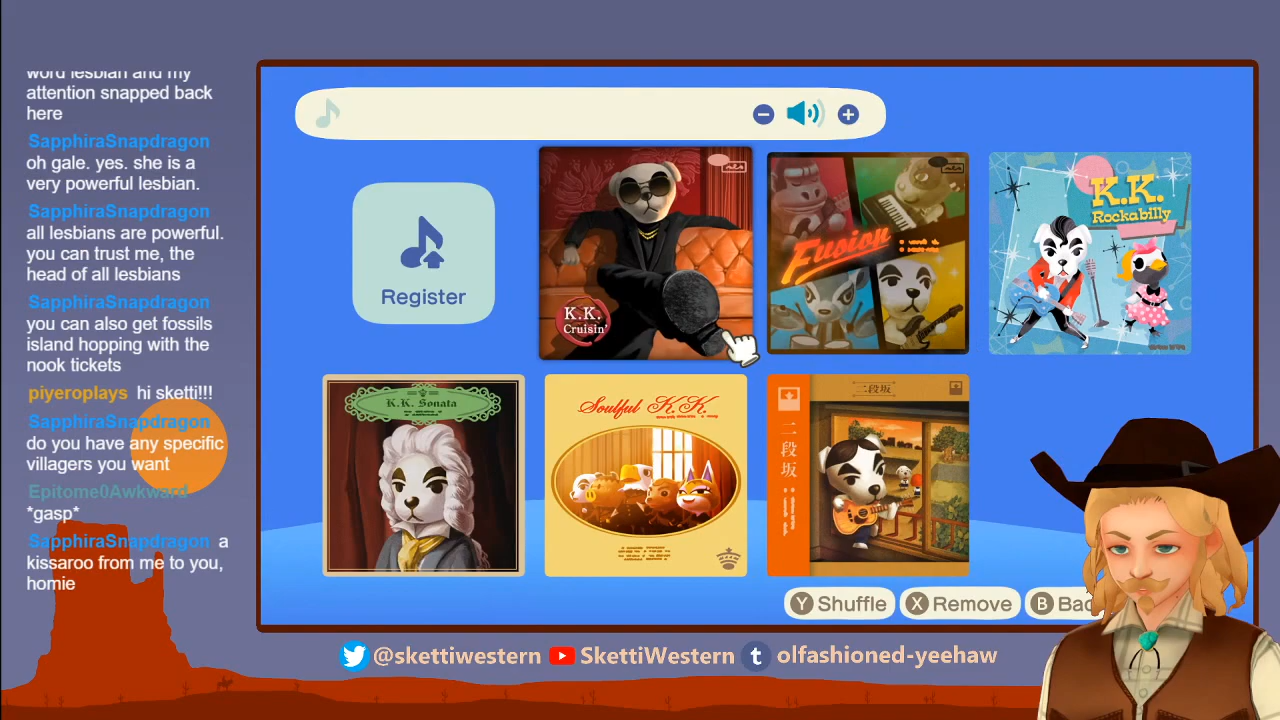 word lesbian and my
attention snapped back
here
SapphiraSnapdragon
oh gale. yes. she is a
very powerful lesbian.
SapphiraSnapdragon
all lesbians are powerful.
you can trust me, the
head of all lesbians
SapphiraSnapdragon
you can also get fossils
island hopping with the
nook tickets
piyeroplays hi sketti!!!
SapphiraSnapdragon
do you have any specific
villagers you want
Epitome0Awkward
*gasp*
SapphiraSnapdragon a
kissaroo from me to you,
homie
Register
K.K.
Cruisin'
Fusion
K.K.
Rockabilly
K.K. Sonata
Soulful K.K.
二段坂
二段坂
Y Shuffle
X Remove
B Bac
@skettiwestern
SkettiWestern
t olfashioned-yeehaw